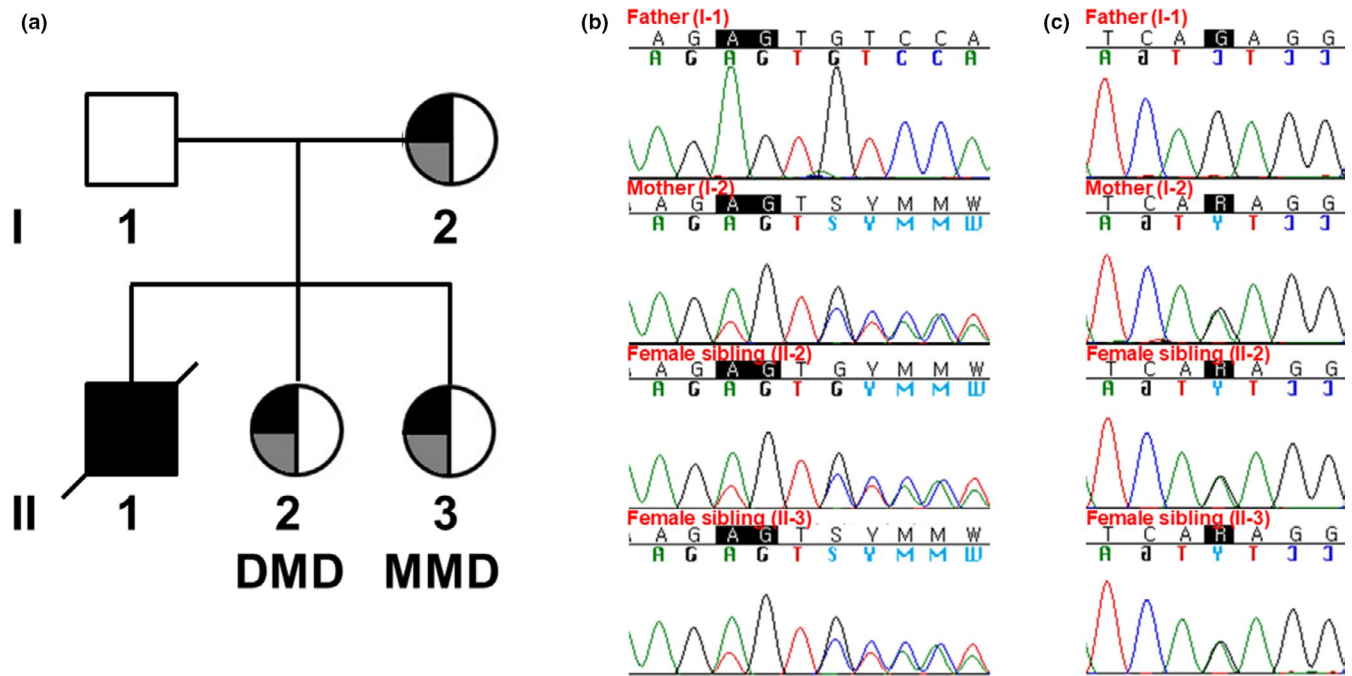 (a)
1
2
I
1
2
3
II
DMD
MMD
(b)
Father (I-1)
A G A G T G T C C A
A G A G T G T C C A
Mother (I-2)
A G A G T S Y M M W
A G A G T S Y M M W
Female sibling (II-2)
A G A G T G Y M M W
A G A G T G Y M M W
Female sibling (II-3)
A G A G T S Y M M W
A G A G T S Y M M W
(c)
Father (I-1)
T C A G A G G
A G T C T C C
Mother (I-2)
T C A R A G G
A G T Y T C C
Female sibling (II-2)
T C A R A G G
A G T Y T C C
Female sibling (II-3)
T C A R A G G
A G T Y T C C